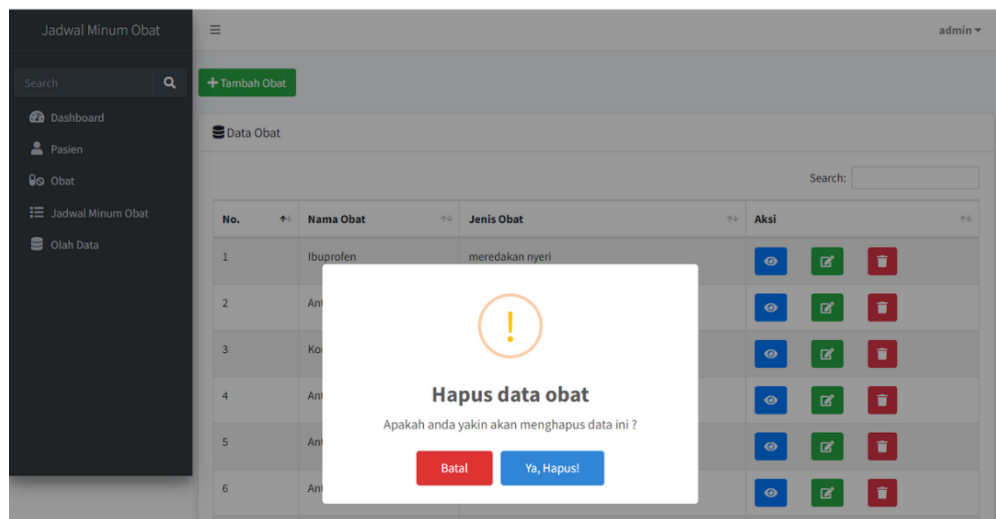 Jadwal Minum Obat
admin
Search
Tambah Obat
Dashboard
Data Obat
Pasien
Obat
Search:
Jadwal Minum Obat
No. Nama Obat Jenis Obat Aksi
Olah Data
1 Ibuprofen meredakan nyeri
2
3
4
5
6
!
Hapus data obat
Apakah anda yakin akan menghapus data ini ?
Batal Ya, Hapus!